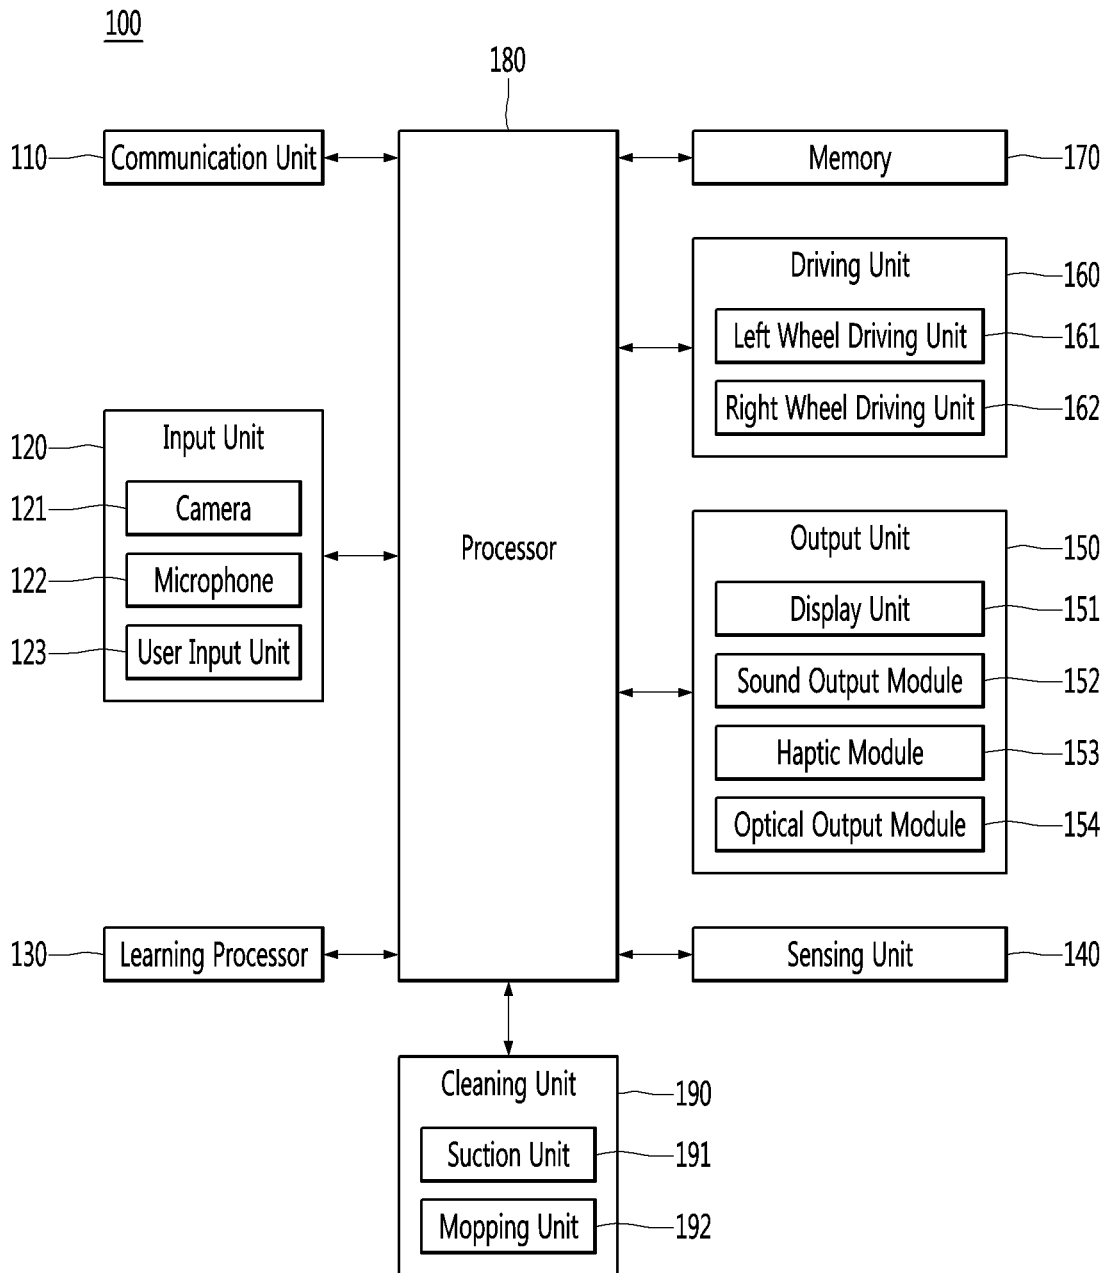 100
180
110 Communication Unit
Memory 170
Driving Unit 160
Left Wheel Driving Unit 161
Right Wheel Driving Unit 162
120 Input Unit
121 Camera
122 Microphone
123 User Input Unit
Processor
Output Unit 150
Display Unit 151
Sound Output Module 152
Haptic Module 153
Optical Output Module 154
130 Learning Processor
Sensing Unit 140
Cleaning Unit 190
Suction Unit 191
Mopping Unit 192